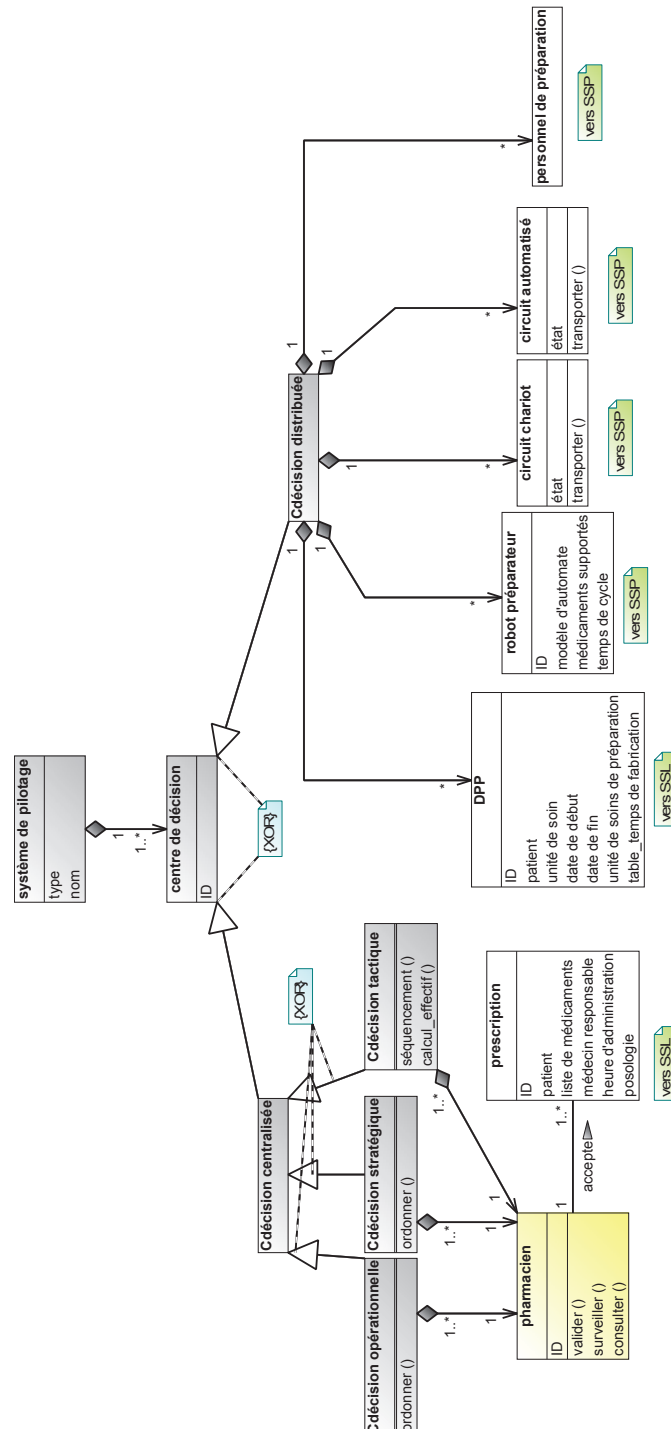 système de pilotage
type
nom
1
1..*
centre de décision
ID
{XOR}
Cdécision centralisée
{XOR}
Cdécision distribuée
1
1
1
1
1
Cdécision opérationnelle
ordonner ()
Cdécision stratégique
ordonner ()
Cdécision tactique
séquencement ()
calcul_effectif ()
1..*
1
1..*
1
1..*
1
pharmacien
ID
valider ()
surveiller ()
consulter ()
1
accepte
1..*
prescription
ID
patient
liste de médicaments
médecin responsable
heure d'administration
posologie
vers SSL
*
DPP
ID
patient
unité de soin
date de début
date de fin
unité de soins de préparation
table_temps de fabrication
vers SSL
*
robot préparateur
ID
modèle d'automate
médicaments supportés
temps de cycle
vers SSP
*
circuit chariot
état
transporter ()
vers SSP
*
circuit automatisé
état
transporter ()
vers SSP
*
personnel de préparation
vers SSP